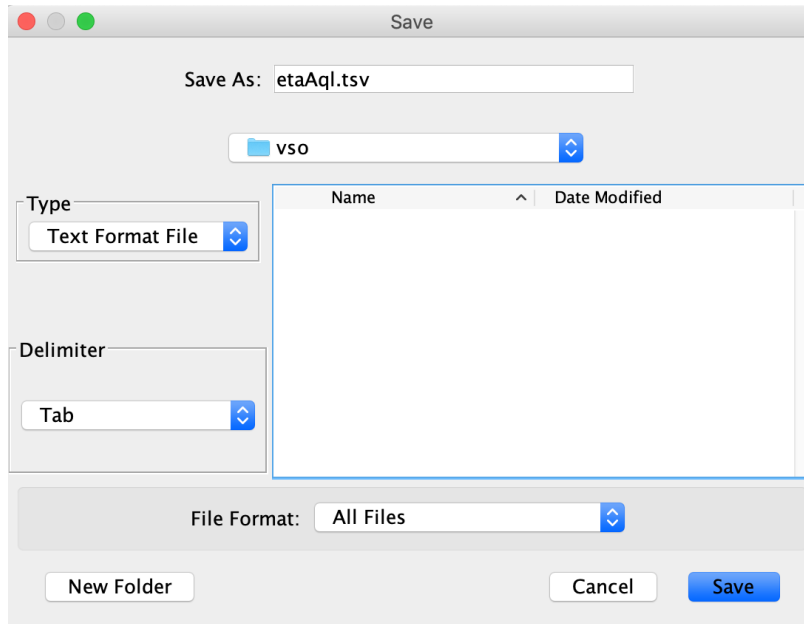 Save
Save As: etaAql.tsv
vso
Type
Text Format File
Name
Date Modified
Delimiter
Tab
File Format: All Files
New Folder
Cancel
Save